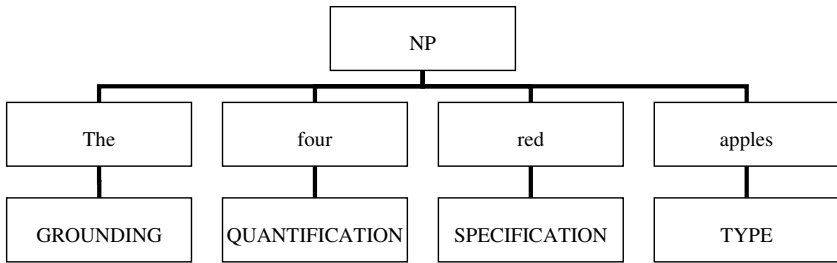 NP
The four red apples
GROUNDING QUANTIFICATION SPECIFICATION TYPE